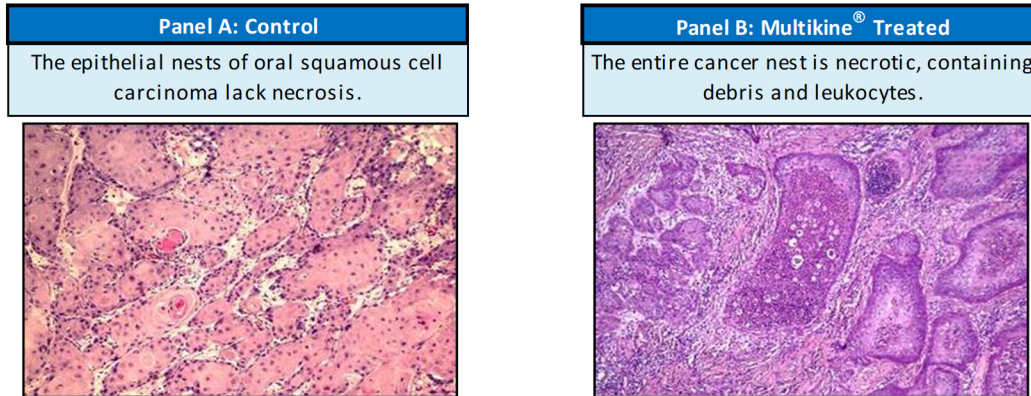 Panel A: Control
The epithelial nests of oral squamous cell
carcinoma lack necrosis.
Panel B: Multikine® Treated
The entire cancer nest is necrotic, containing
debris and leukocytes.